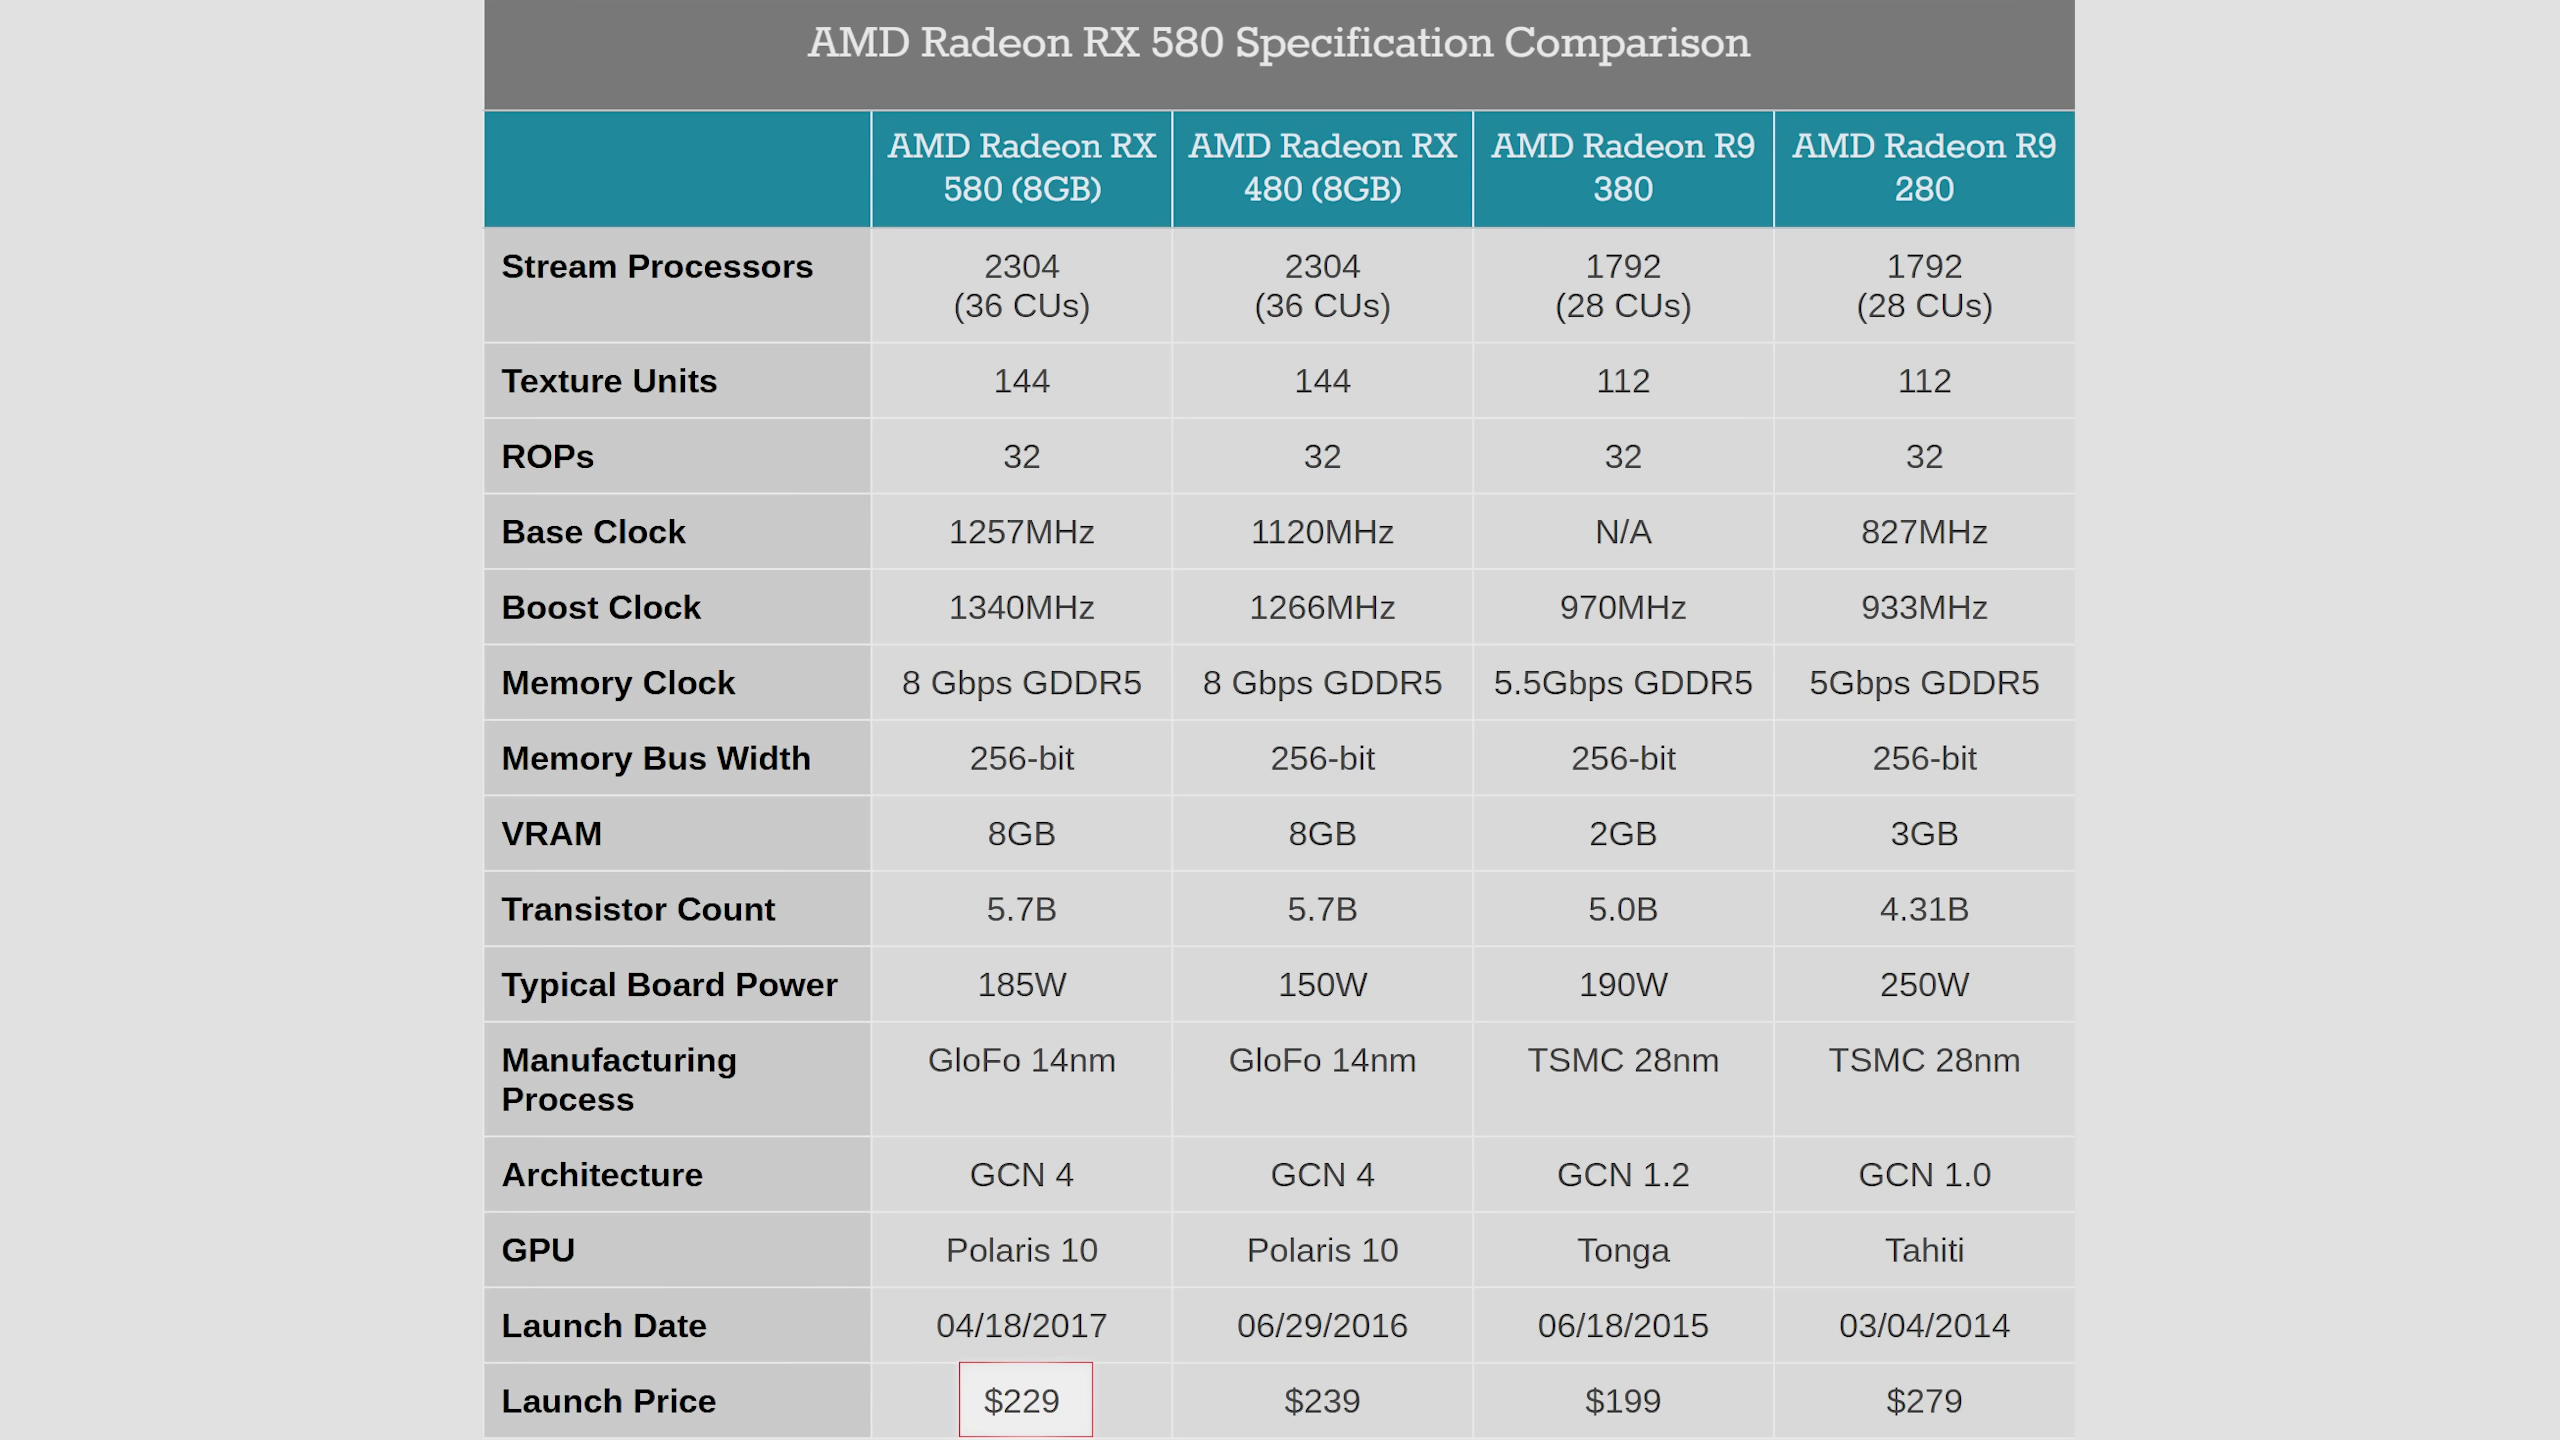 AMD Radeon RX 580 Specification Comparison
AMD Radeon RX 580 (8GB) AMD Radeon RX 480 (8GB) AMD Radeon R9 380 AMD Radeon R9 280
Stream Processors 2304 (36 CUs) 2304 (36 CUs) 1792 (28 CUs) 1792 (28 CUs)
Texture Units 144 144 112 112
ROPs 32 32 32 32
Base Clock 1257MHz 1120MHz N/A 827MHz
Boost Clock 1340MHz 1266MHz 970MHz 933MHz
Memory Clock 8 Gbps GDDR5 8 Gbps GDDR5 5.5Gbps GDDR5 5Gbps GDDR5
Memory Bus Width 256-bit 256-bit 256-bit 256-bit
VRAM 8GB 8GB 2GB 3GB
Transistor Count 5.7B 5.7B 5.0B 4.31B
Typical Board Power 185W 150W 190W 250W
Manufacturing Process GloFo 14nm GloFo 14nm TSMC 28nm TSMC 28nm
Architecture GCN 4 GCN 4 GCN 1.2 GCN 1.0
GPU Polaris 10 Polaris 10 Tonga Tahiti
Launch Date 04/18/2017 06/29/2016 06/18/2015 03/04/2014
Launch Price $229 $239 $199 $279